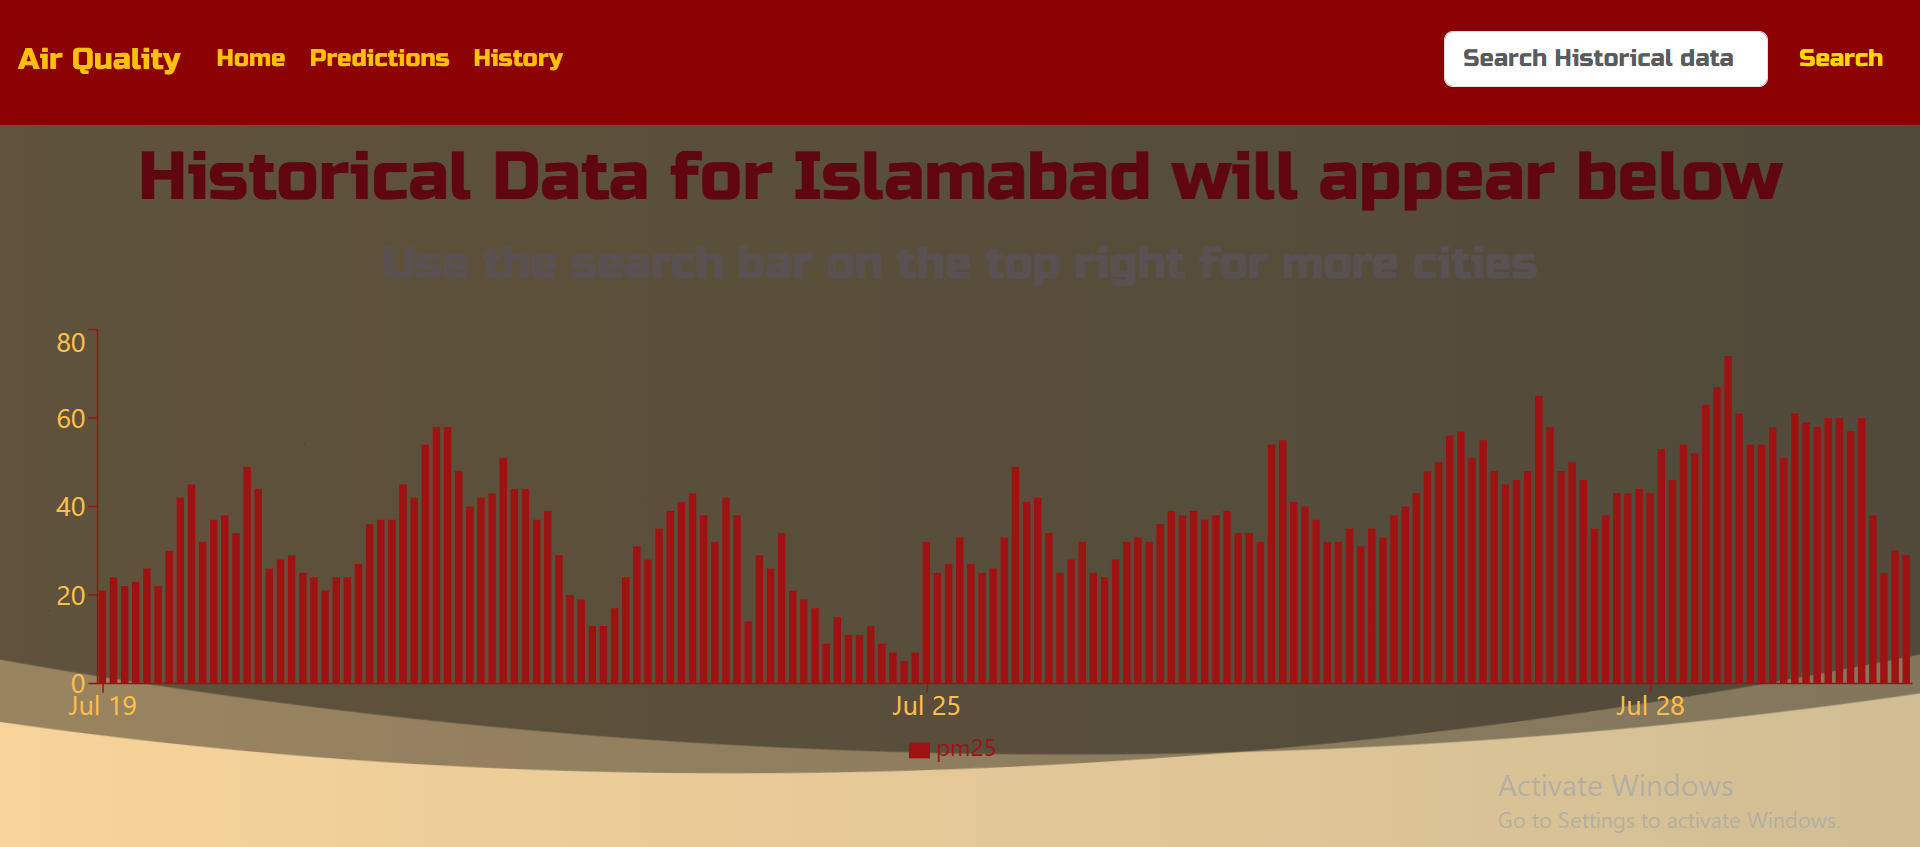 Air Quality Home Predictions History Search Historical data Search
Historical Data for Islamabad will appear below
Use the search bar on the top right for more cities
80
60
40
20
0
Jul 19 Jul 25 Jul 28
pm25
Activate Windows
Go to Settings to activate Windows.